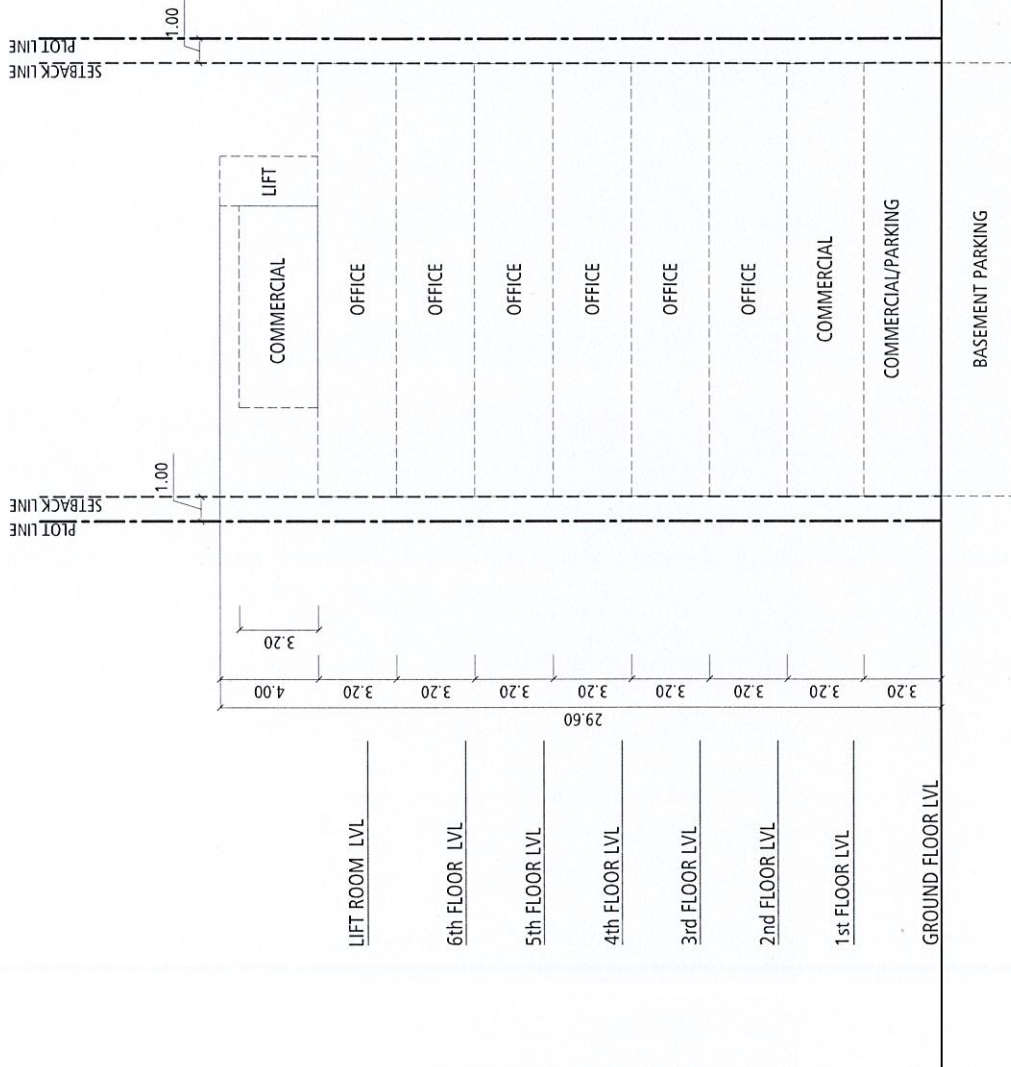 PLOT LINE
SETBACK LINE
1.00
SETBACK LINE
PLOT LINE
1.00
LIFT
COMMERCIAL
OFFICE
OFFICE
OFFICE
OFFICE
OFFICE
OFFICE
COMMERCIAL
COMMERCIAL/PARKING
BASEMENT PARKING
3.20
4.00
3.20
3.20
3.20
3.20
3.20
3.20
3.20
3.20
29.60
LIFT ROOM LVL
6th FLOOR LVL
5th FLOOR LVL
4th FLOOR LVL
3rd FLOOR LVL
2nd FLOOR LVL
1st FLOOR LVL
GROUND FLOOR LVL